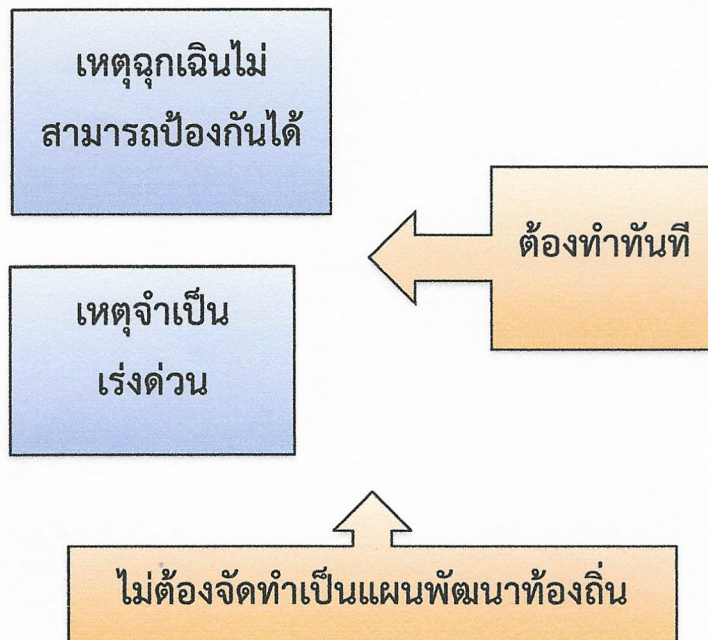 เหตุฉุกเฉินไม่
สามารถป้องกันได้
ต้องทำทันที
เหตุจำเป็น
เร่งด่วน
ไม่ต้องจัดทำเป็นแผนพัฒนาท้องถิ่น